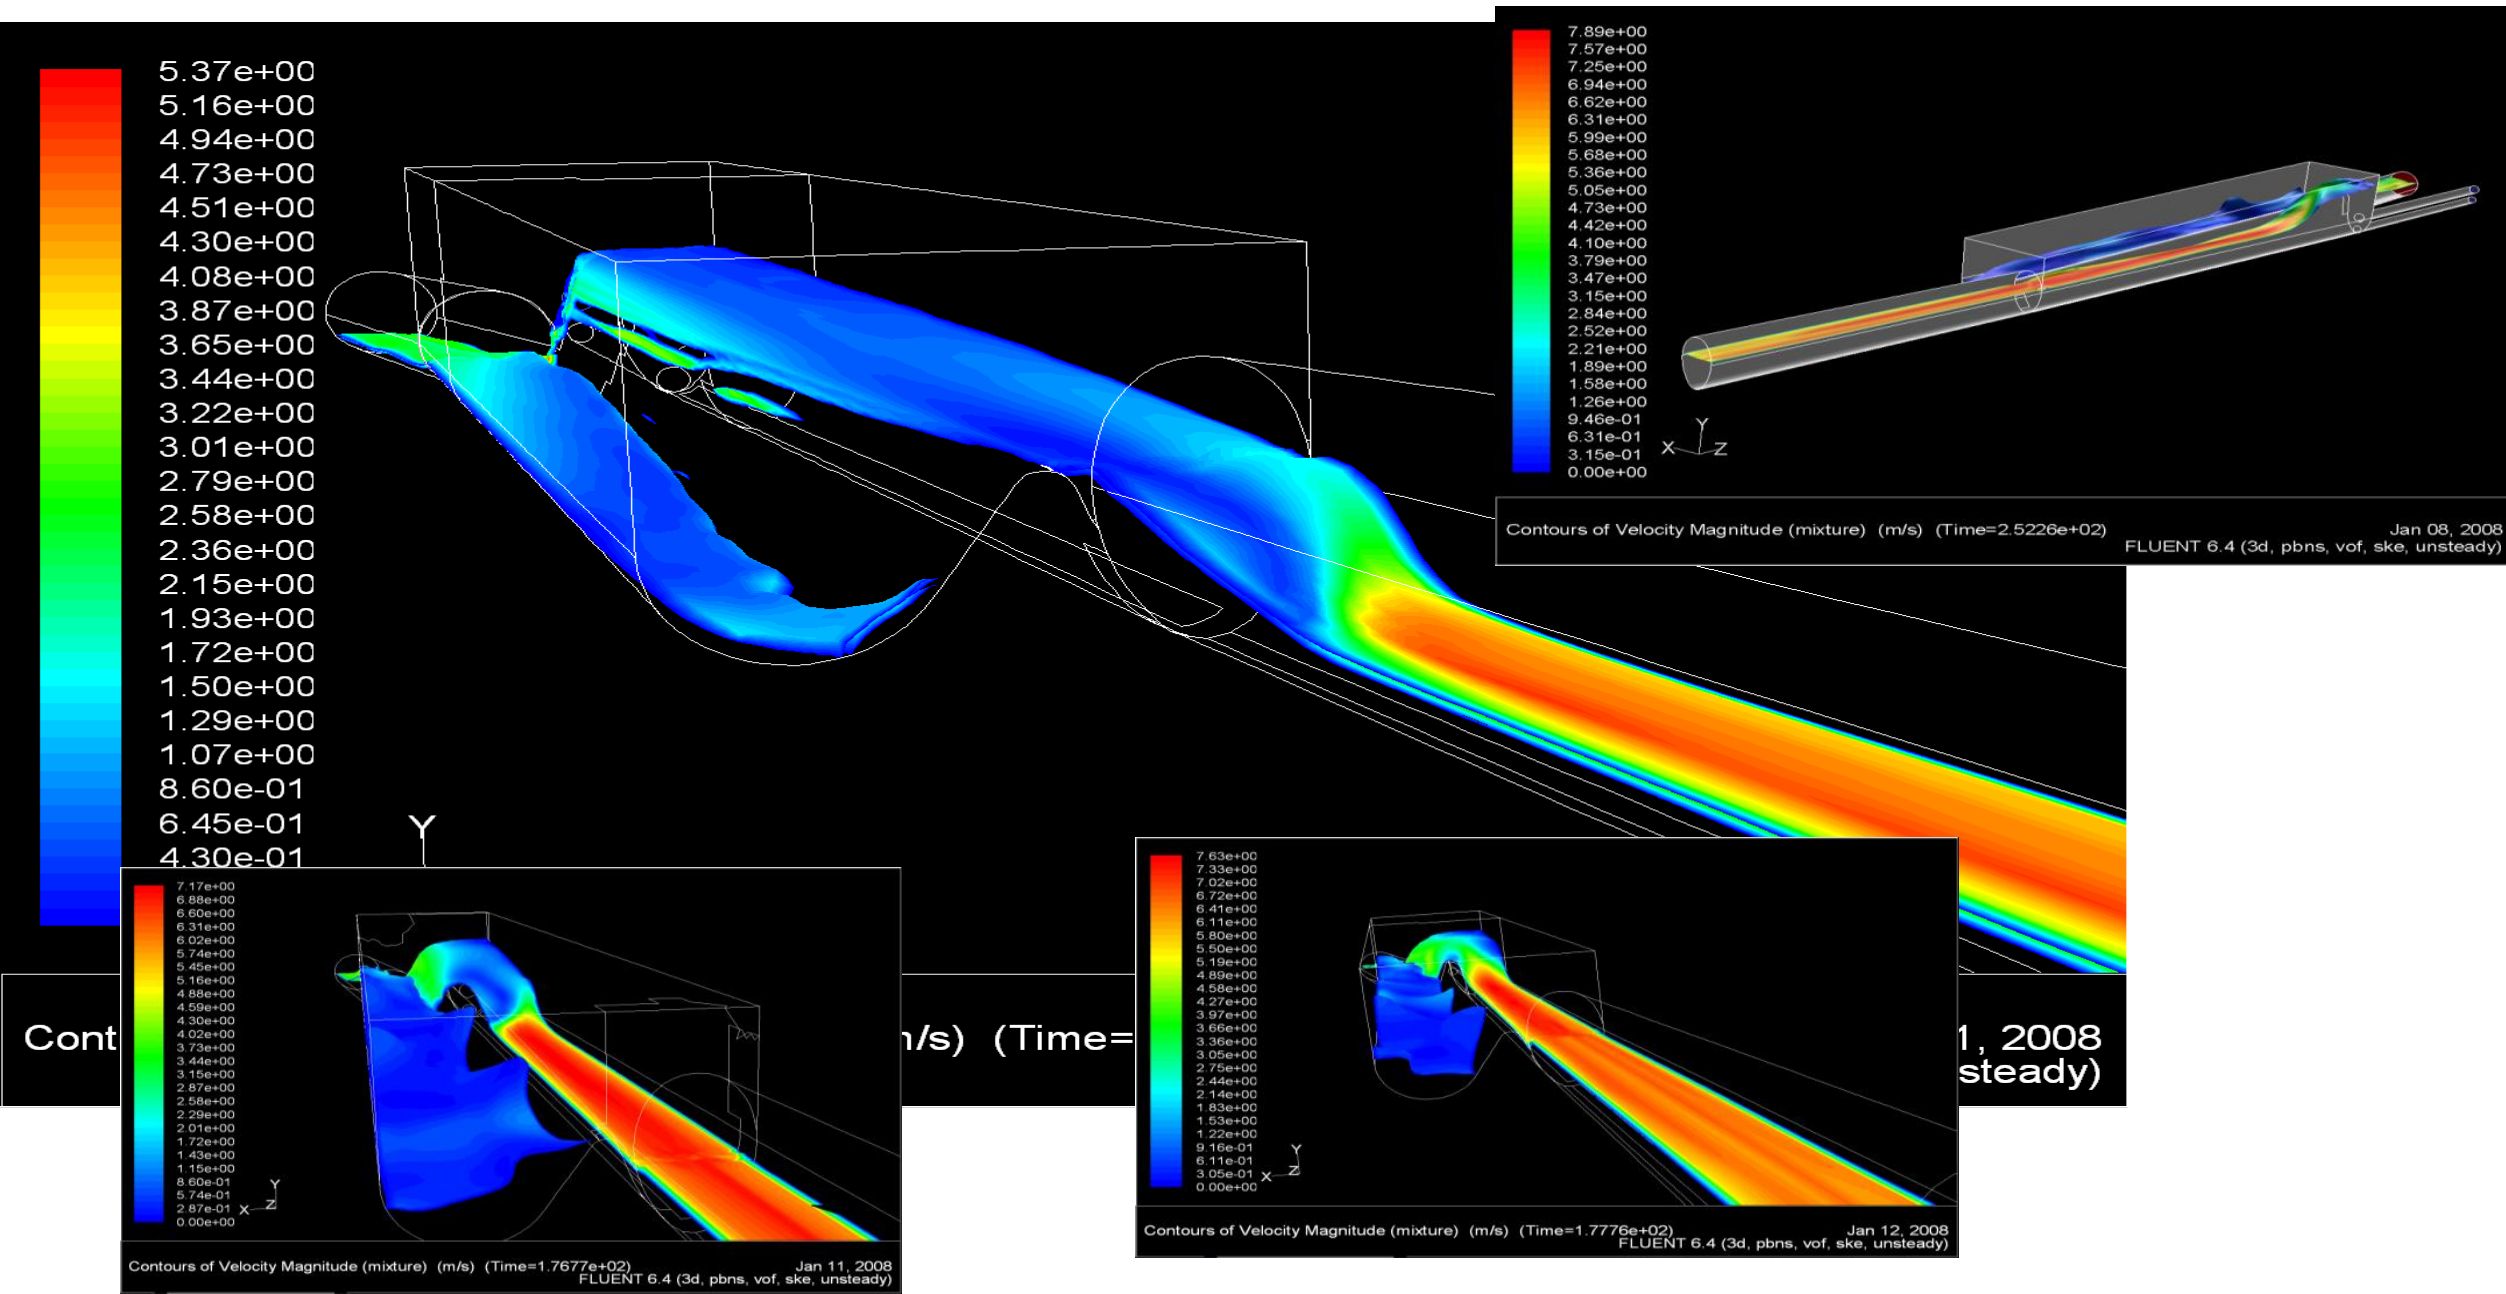 5.37e+00
5.16e+00
4.94e+00
4.73e+00
4.51e+00
4.30e+00
4.08e+00
3.87e+00
3.65e+00
3.44e+00
3.22e+00
3.01e+00
2.79e+00
2.58e+00
2.36e+00
2.15e+00
1.93e+00
1.72e+00
1.50e+00
1.29e+00
1.07e+00
8.60e-01
6.45e-01
4.30e-01
Y
Cont
/s) (Time=
1, 2008
steady)
7.89e+00
7.57e+00
7.25e+00
6.94e+00
6.62e+00
6.31e+00
5.99e+00
5.68e+00
5.36e+00
5.05e+00
4.73e+00
4.42e+00
4.10e+00
3.79e+00
3.47e+00
3.15e+00
2.84e+00
2.52e+00
2.21e+00
1.89e+00
1.58e+00
1.26e+00
9.46e-01
6.31e-01
3.15e-01
0.00e+00
Y
X Z
Contours of Velocity Magnitude (mixture) (m/s) (Time=2.5226e+02)
Jan 08, 2008
FLUENT 6.4 (3d, pbns, vof, ske, unsteady)
7.17e+00
6.88e+00
6.60e+00
6.31e+00
6.02e+00
5.74e+00
5.45e+00
5.16e+00
4.88e+00
4.59e+00
4.30e+00
4.02e+00
3.73e+00
3.44e+00
3.15e+00
2.87e+00
2.58e+00
2.29e+00
2.01e+00
1.72e+00
1.43e+00
1.15e+00
8.60e-01
5.74e-01
2.87e-01
0.00e+00
Y
X Z
Contours of Velocity Magnitude (mixture) (m/s) (Time=1.7677e+02)
Jan 11, 2008
FLUENT 6.4 (3d, pbns, vof, ske, unsteady)
7.63e+00
7.33e+00
7.02e+00
6.72e+00
6.41e+00
6.11e+00
5.80e+00
5.50e+00
5.19e+00
4.89e+00
4.58e+00
4.27e+00
3.97e+00
3.66e+00
3.36e+00
3.05e+00
2.75e+00
2.44e+00
2.14e+00
1.83e+00
1.53e+00
1.22e+00
9.16e-01
6.11e-01
3.05e-01
0.00e+00
Y
X Z
Contours of Velocity Magnitude (mixture) (m/s) (Time=1.7776e+02)
Jan 12, 2008
FLUENT 6.4 (3d, pbns, vof, ske, unsteady)